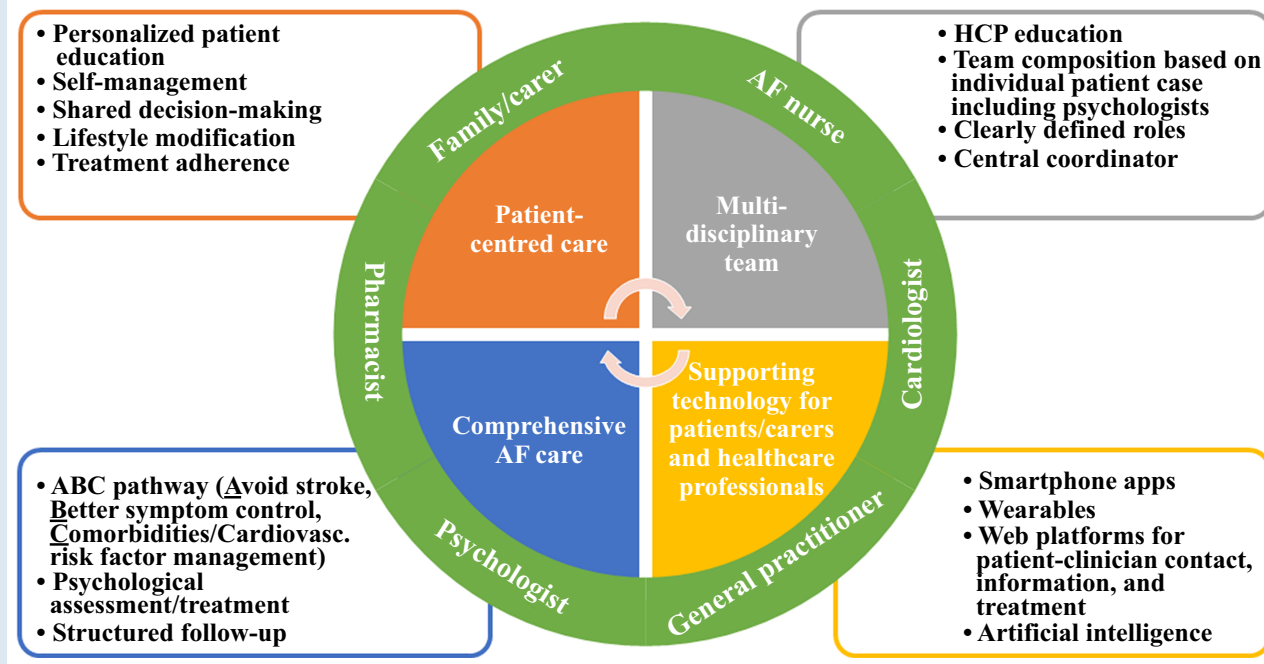 • Personalized patient
education
• Self-management
• Shared decision-making
• Lifestyle modification
• Treatment adherence
• HCP education
• Team composition based on
individual patient case
including psychologists
• Clearly defined roles
• Central coordinator
Family/carer
AF nurse
Cardiologist
General practitioner
Psychologist
Pharmacist
Patient-
centred care
Multi-
disciplinary
team
Comprehensive
AF care
Supporting
technology for
patients/carers
and healthcare
professionals
• ABC pathway (Avoid stroke,
Better symptom control,
Comorbidities/Cardiovasc.
risk factor management)
• Psychological
assessment/treatment
• Structured follow-up
• Smartphone apps
• Wearables
• Web platforms for
patient-clinician contact,
information, and
treatment
• Artificial intelligence